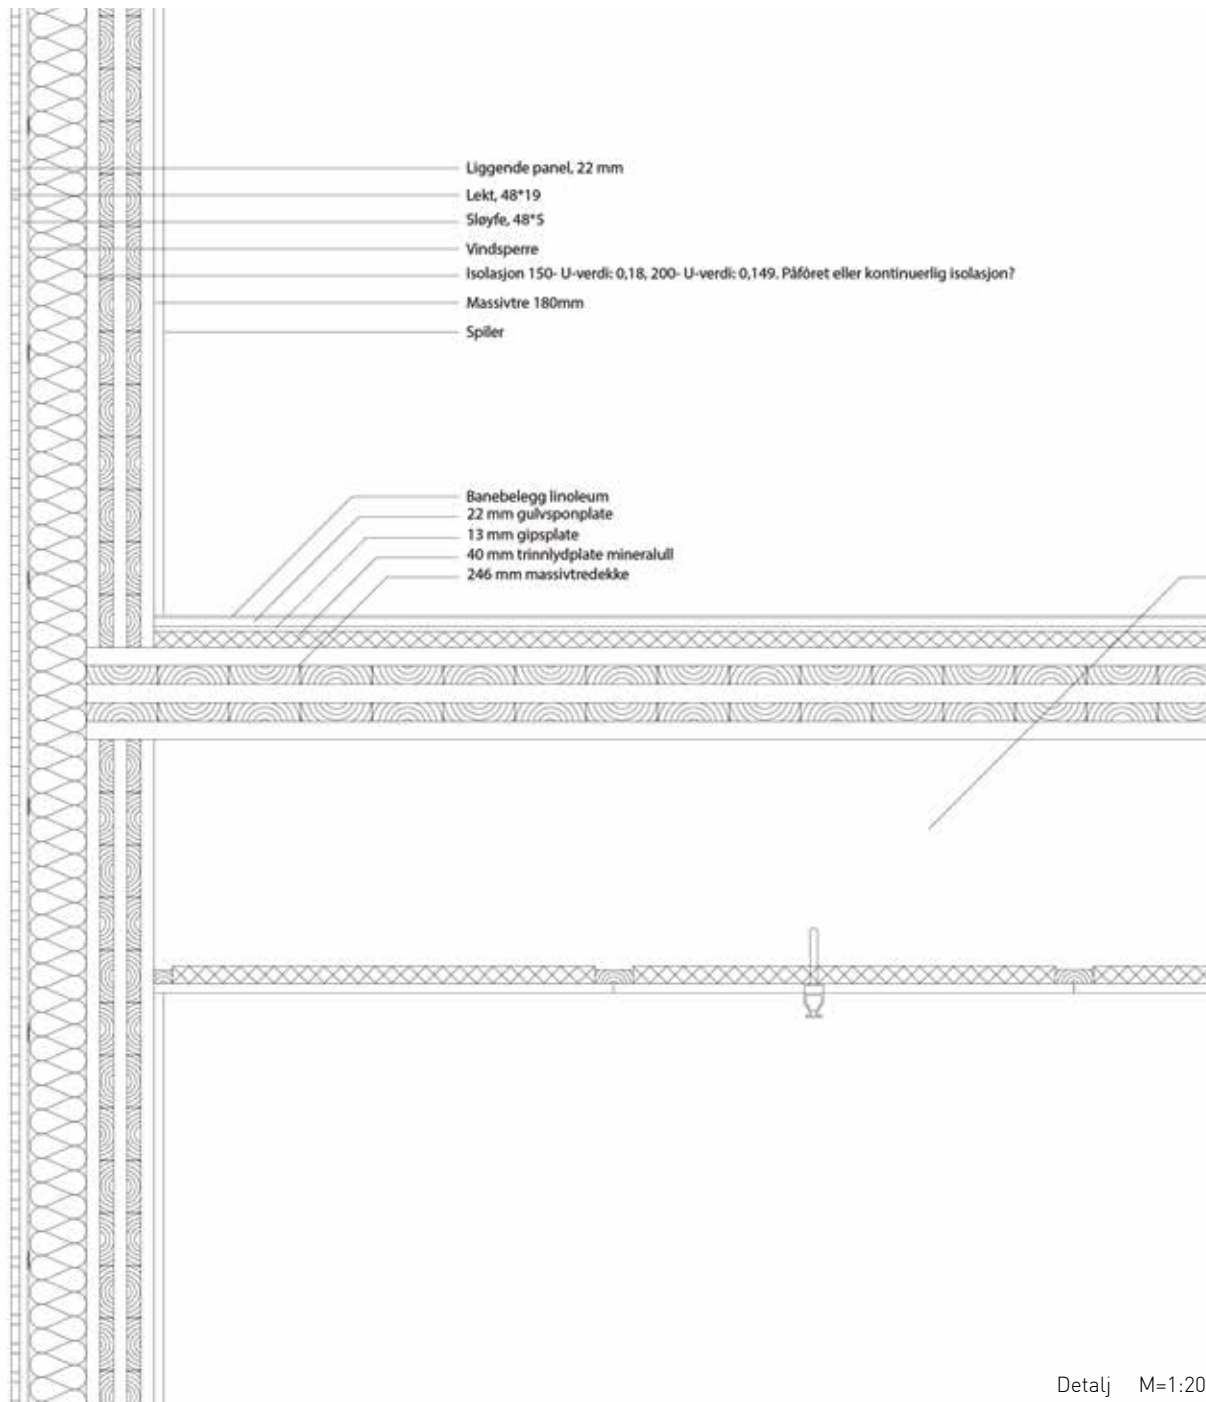 Liggende panel, 22 mm
Lekt, 48*19
Sløyfe, 48*5
Vindsperre
Isolasjon 150- U-verdi: 0,18, 200- U-verdi: 0,149. Påfôret eller kontinuerlig isolasjon?
Massivtre 180mm
Spiler
Banebelegg linoleum
22 mm gulvsponplate
13 mm gipsplate
40 mm trinnlydplate mineralull
246 mm massivtredekke
Detalj M=1:20